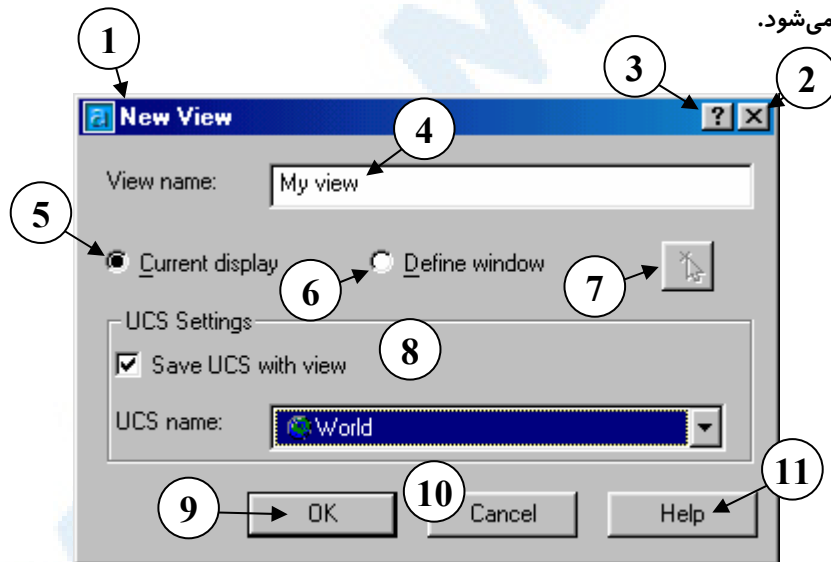 می‌شود.
1
3
2
New View
4
View name:
My view
5
Current display
6
Define window
7
UCS Settings
8
Save UCS with view
UCS name:
World
9
OK
10
Cancel
11
Help